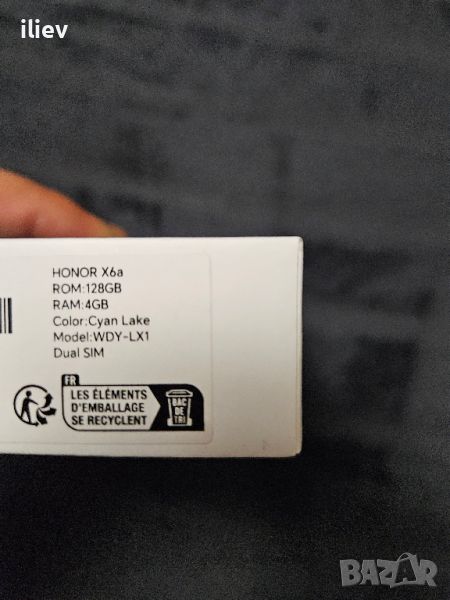 iliev
HONOR X6a
ROM:128GB
RAM:4GB
Color:Cyan Lake
Model:WDY-LX1
Dual SIM
FR
LES ÉLÉMENTS
D'EMBALLAGE
SE RECYCLENT
BAC
DE
TRI
BAZAR